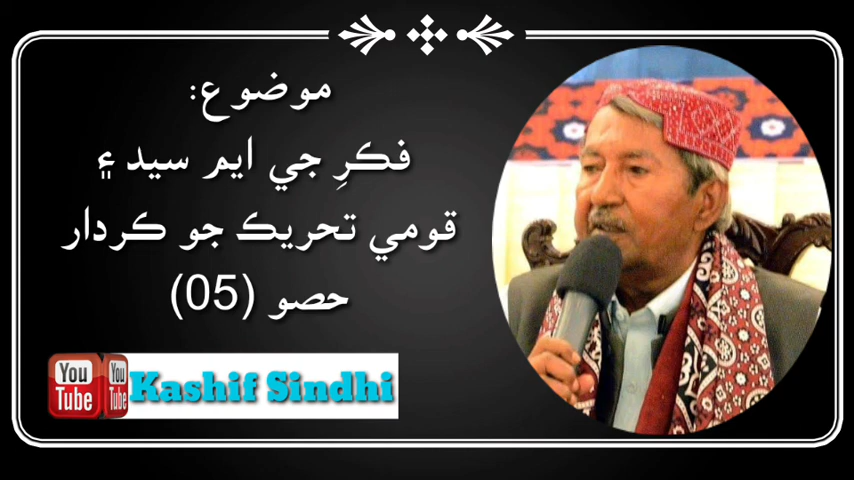 موضوع:
فڪرِ جي ايم سيد ۽
قومي تحريڪ جو ڪردار
حصو (05)
You Tube You Tube Kashif Sindhi